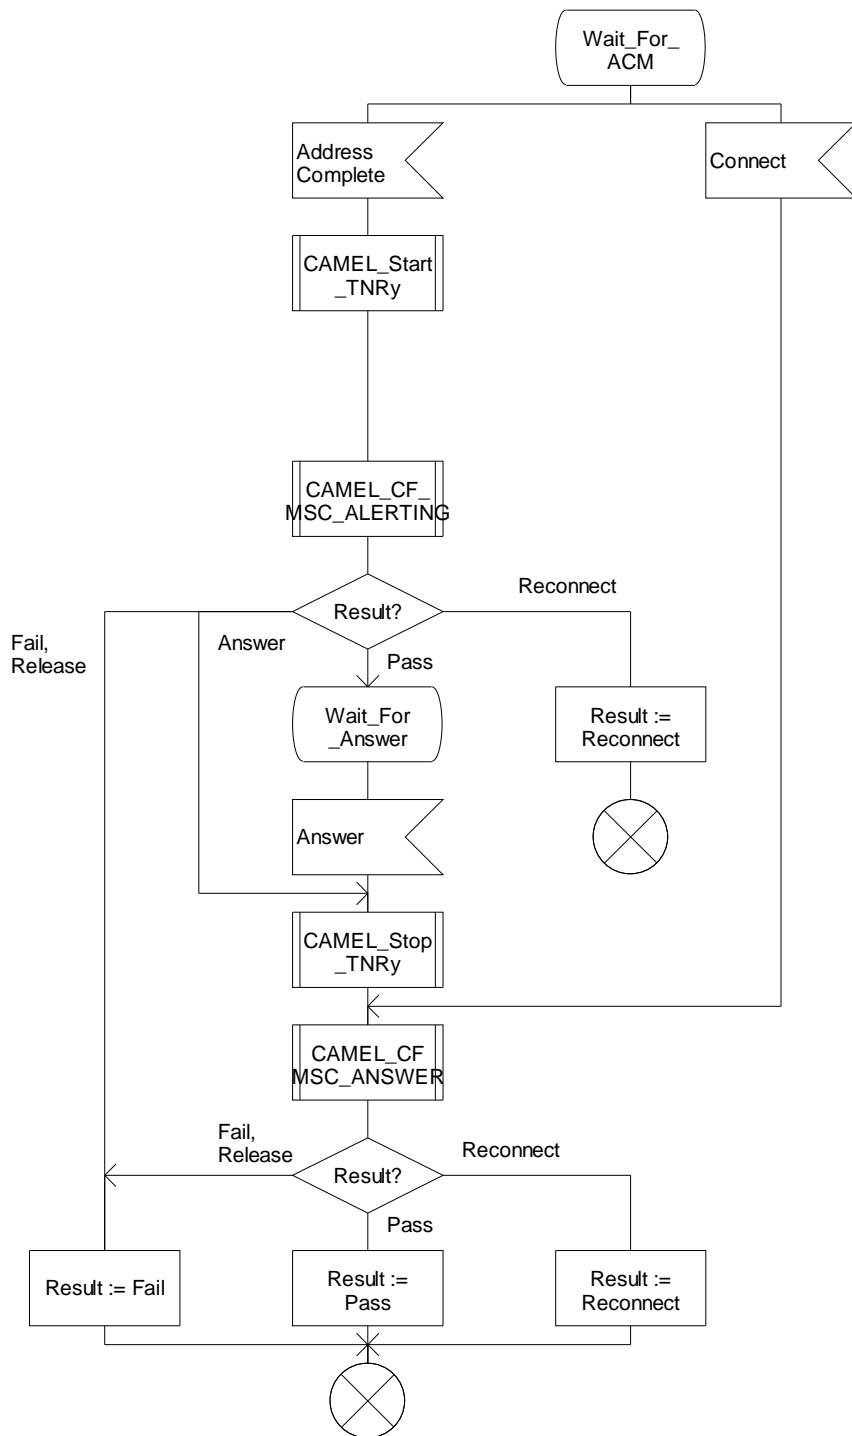 Wait_For_
ACM
Address
Complete
Connect
CAMEL_Start
_TNRy
CAMEL_CF_
MSC_ALERTING
Reconnect
Result?
Fail,
Release
Answer
Pass
Wait_For
_Answer
Result :=
Reconnect
Answer
CAMEL_Stop
_TNRy
CAMEL_CF
MSC_ANSWER
Fail,
Release
Reconnect
Result?
Pass
Result := Fail
Result :=
Pass
Result :=
Reconnect